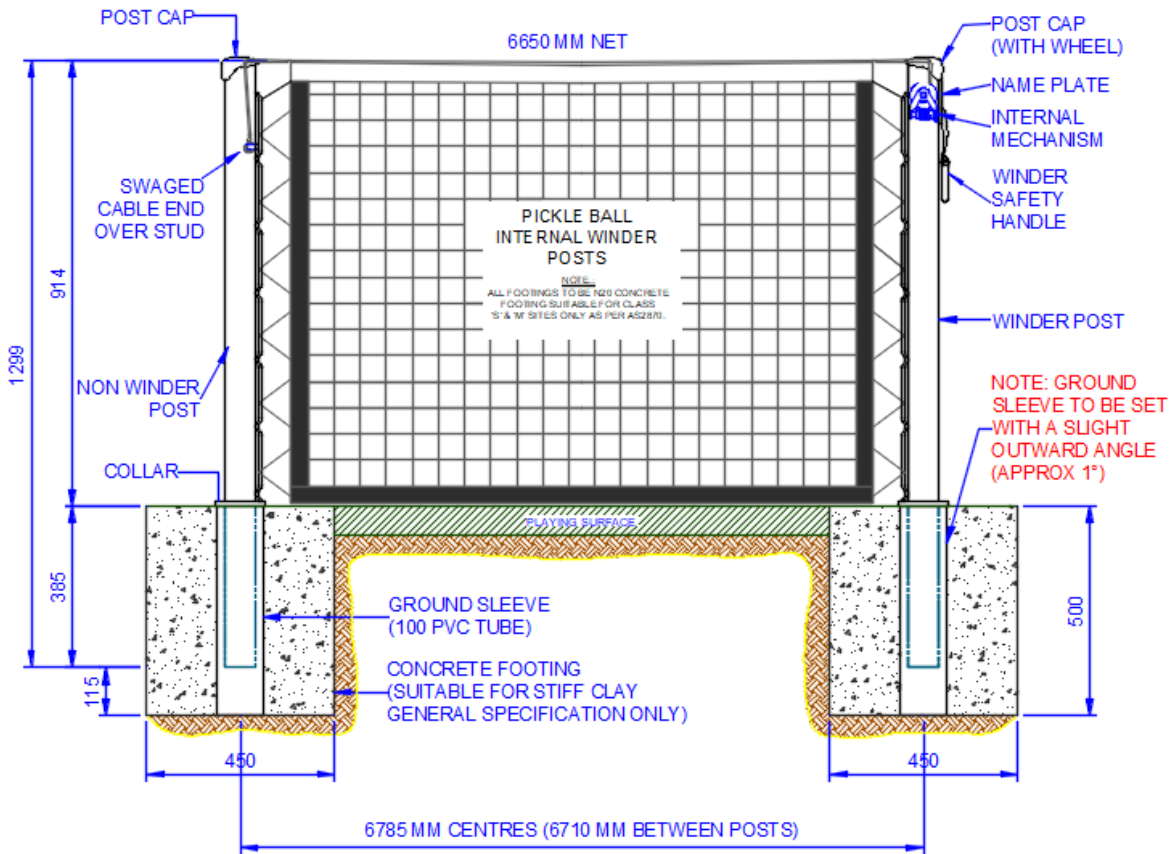 POST CAP
6650 MM NET
POST CAP
(WITH WHEEL)
NAME PLATE
INTERNAL
MECHANISM
WINDER
SAFETY
HANDLE
SWAGED
CABLE END
OVER STUD
PICKLE BALL
INTERNAL WINDER
POSTS
NOTE:
ALL FOOTINGS TO BE N20 CONCRETE
FOOTING SUITABLE FOR CLASS
'S' & 'M' SITES ONLY AS PER AS2870.
914
1299
WINDER POST
NON WINDER
POST
NOTE: GROUND
SLEEVE TO BE SET
WITH A SLIGHT
OUTWARD ANGLE
(APPROX 1°)
COLLAR
PLAYING SURFACE
385
GROUND SLEEVE
(100 PVC TUBE)
500
CONCRETE FOOTING
(SUITABLE FOR STIFF CLAY
GENERAL SPECIFICATION ONLY)
115
450
450
6785 MM CENTRES (6710 MM BETWEEN POSTS)